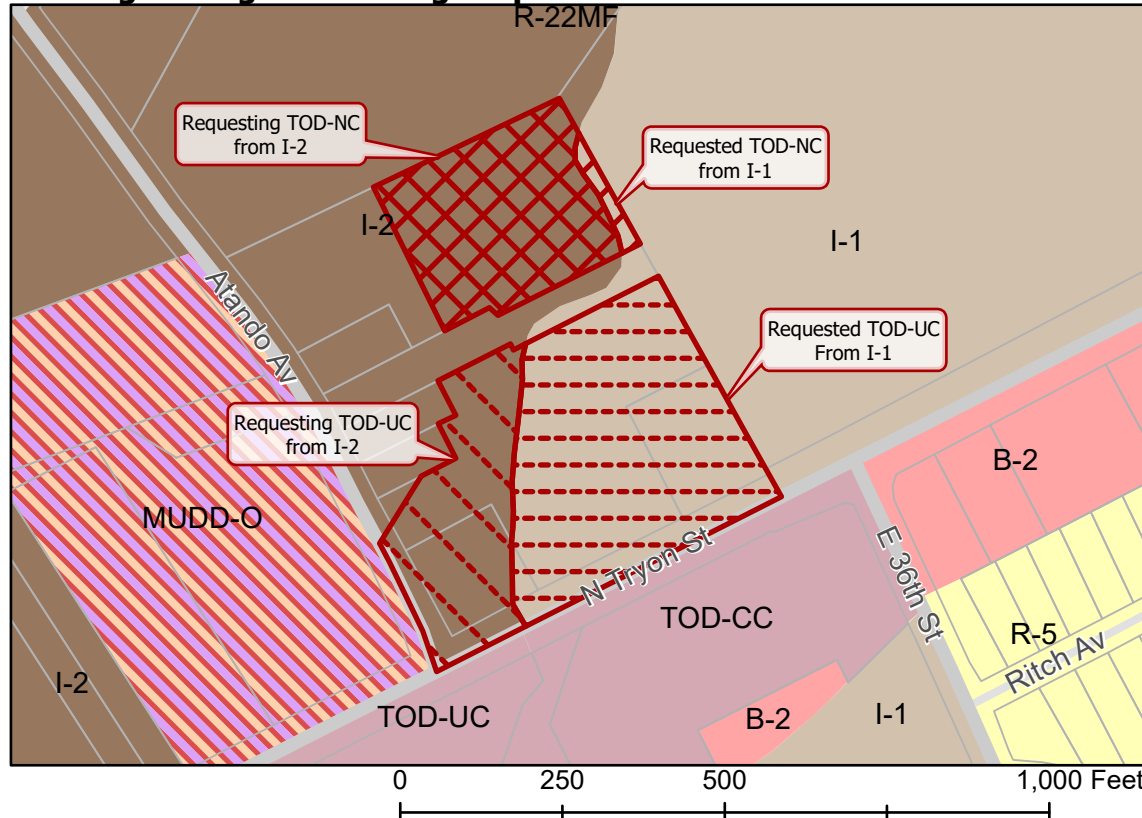 R-22MF
Requesting TOD-NC
from I-2
Requested TOD-NC
from I-1
I-2
I-1
Atando Av
Requested TOD-UC
From I-1
Requesting TOD-UC
from I-2
B-2
MUDD-O
N Tryon St
E 36th St
TOD-CC
R-5
Ritch Av
I-2
TOD-UC
B-2
I-1
0 250 500 1,000 Feet